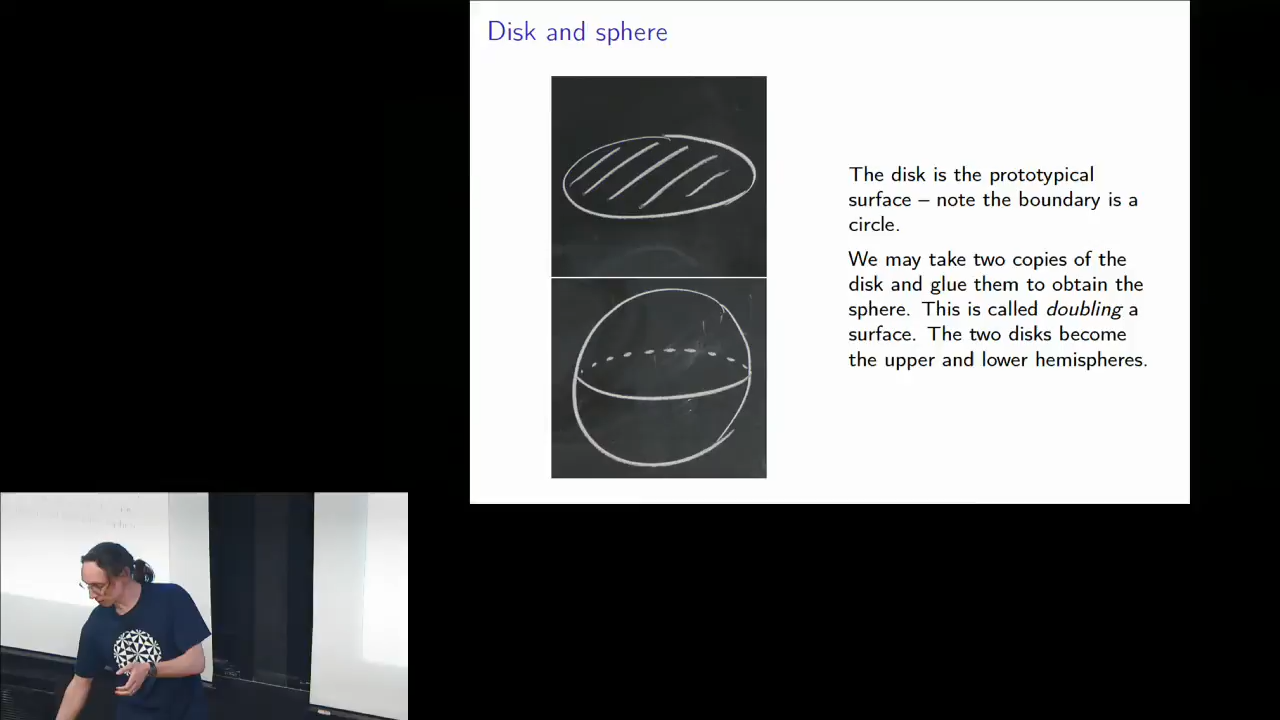 Disk and sphere
The disk is the prototypical
surface – note the boundary is a
circle.
We may take two copies of the
disk and glue them to obtain the
sphere. This is called doubling a
surface. The two disks become
the upper and lower hemispheres.